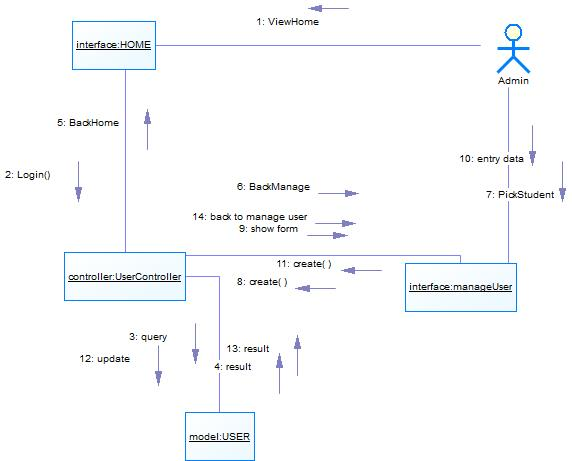 1: ViewHome
interface:HOME
Admin
5: BackHome
10: entry data
2: Login()
6: BackManage
7: PickStudent
14: back to manage user
9: show form
11: create( )
controller:UserController
8: create( )
interface:manageUser
3: query
13: result
12: update
4: result
model:USER